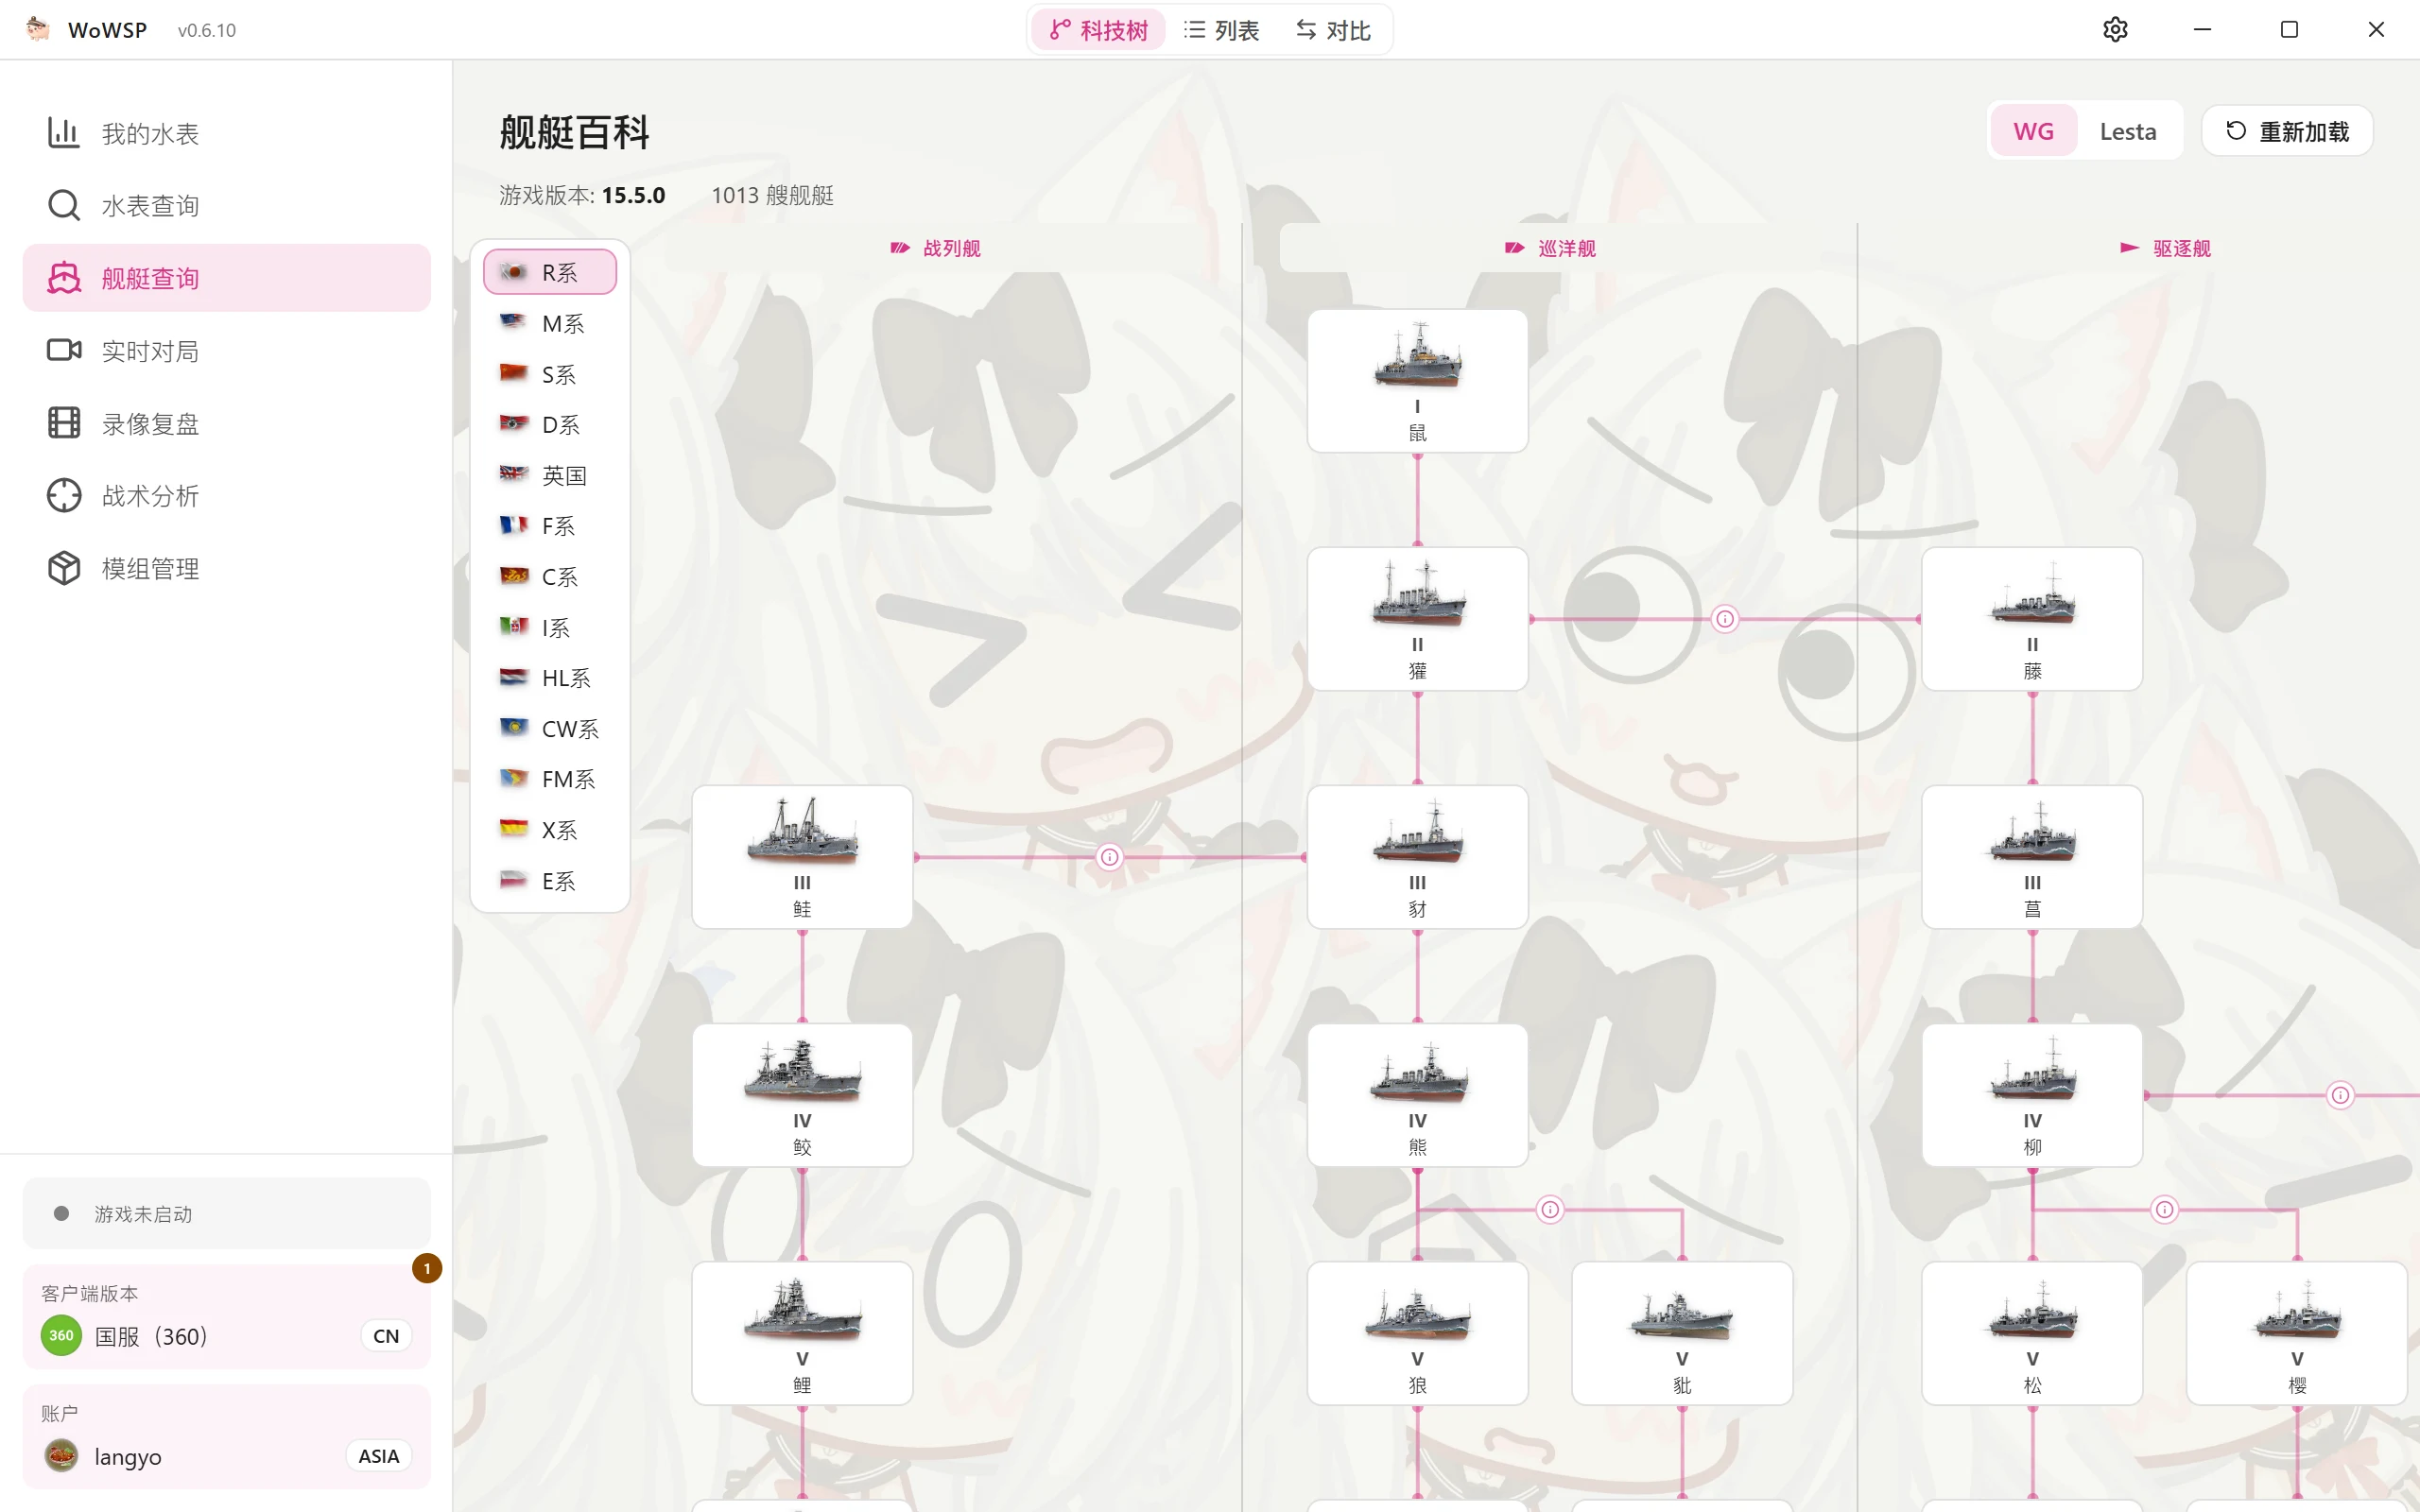 WoWSP v0.6.10
科技树 列表 对比
我的水表
水表查询
舰艇查询
实时对局
录像复盘
战术分析
模组管理
游戏未启动
1
客户端版本
360 国服（360） CN
账户
langyo ASIA
舰艇百科
WG Lesta 重新加载
游戏版本: 15.5.0 1013 艘舰艇
R系
M系
S系
D系
英国
F系
C系
I系
HL系
CW系
FM系
X系
E系
战列舰 巡洋舰 驱逐舰
I
鼠
II II
獾 藤
III III III
鲑 豺 菖
IV IV IV
鲛 熊 柳
V V V V V
鲤 狼 豼 松 樱